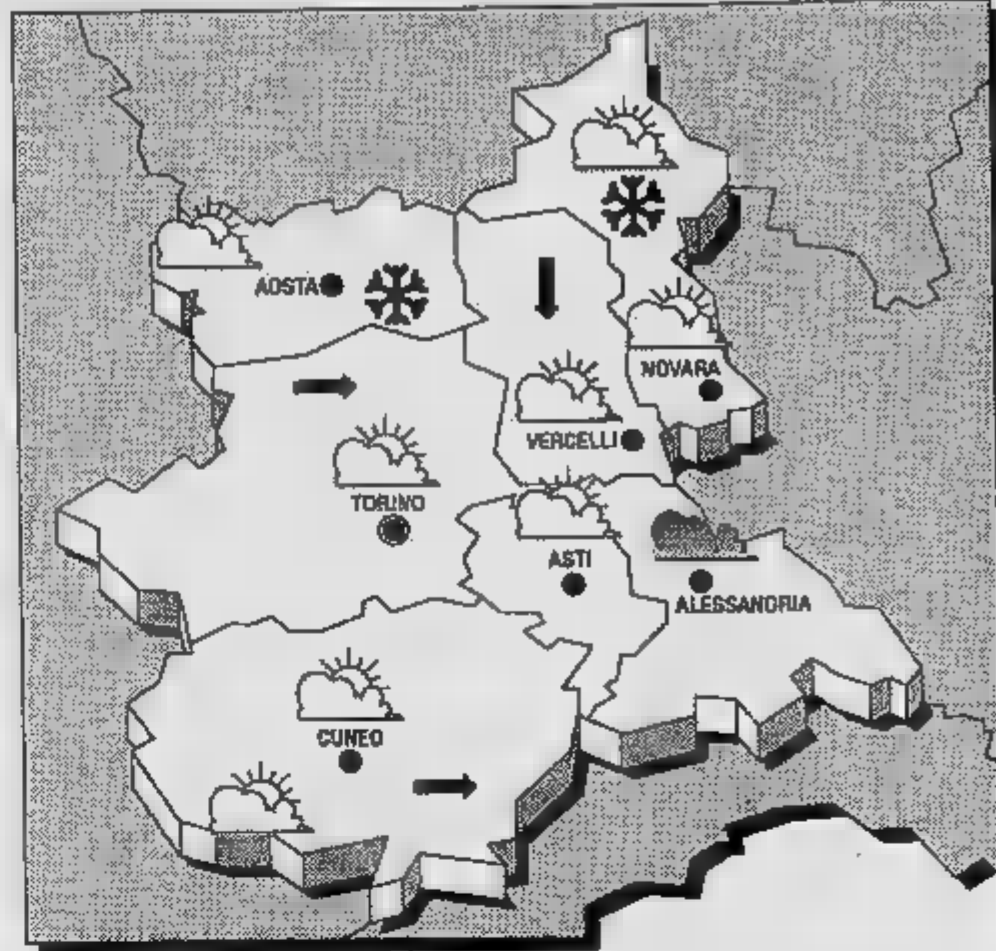 AOSTA
NOVARA
VERCELLI
TORINO
ASTI
ALESSANDRIA
CUNEO